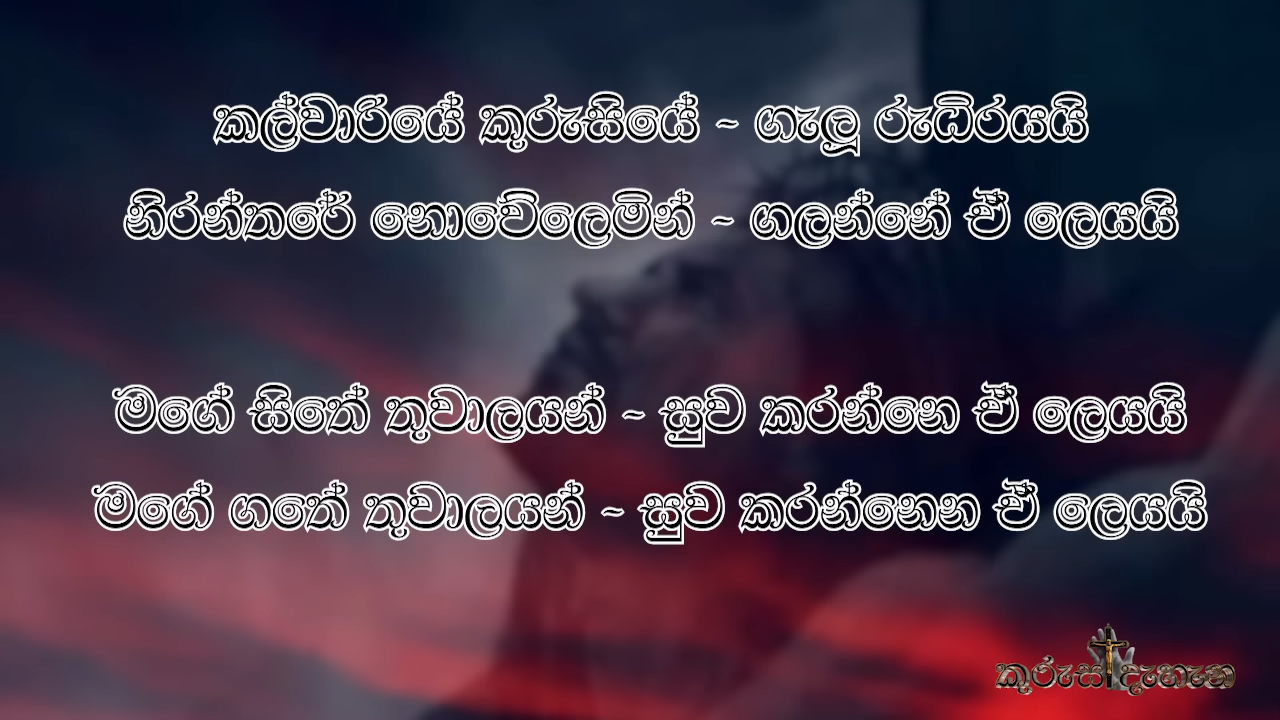 කල්වාරියේ කුරුසියේ ~ ගැලූ රුධිරයයි
නිරන්තරේ නොවේලෙමින් ~ ගලන්නේ ඒ ලෙයයි
මගේ සිතේ තුවාලයන් ~ සුව කරන්නෙ ඒ ලෙයයි
මගේ ගතේ තුවාලයන් ~ සුව කරන්නෙන ඒ ලෙයයි
කුරුස දැහැන